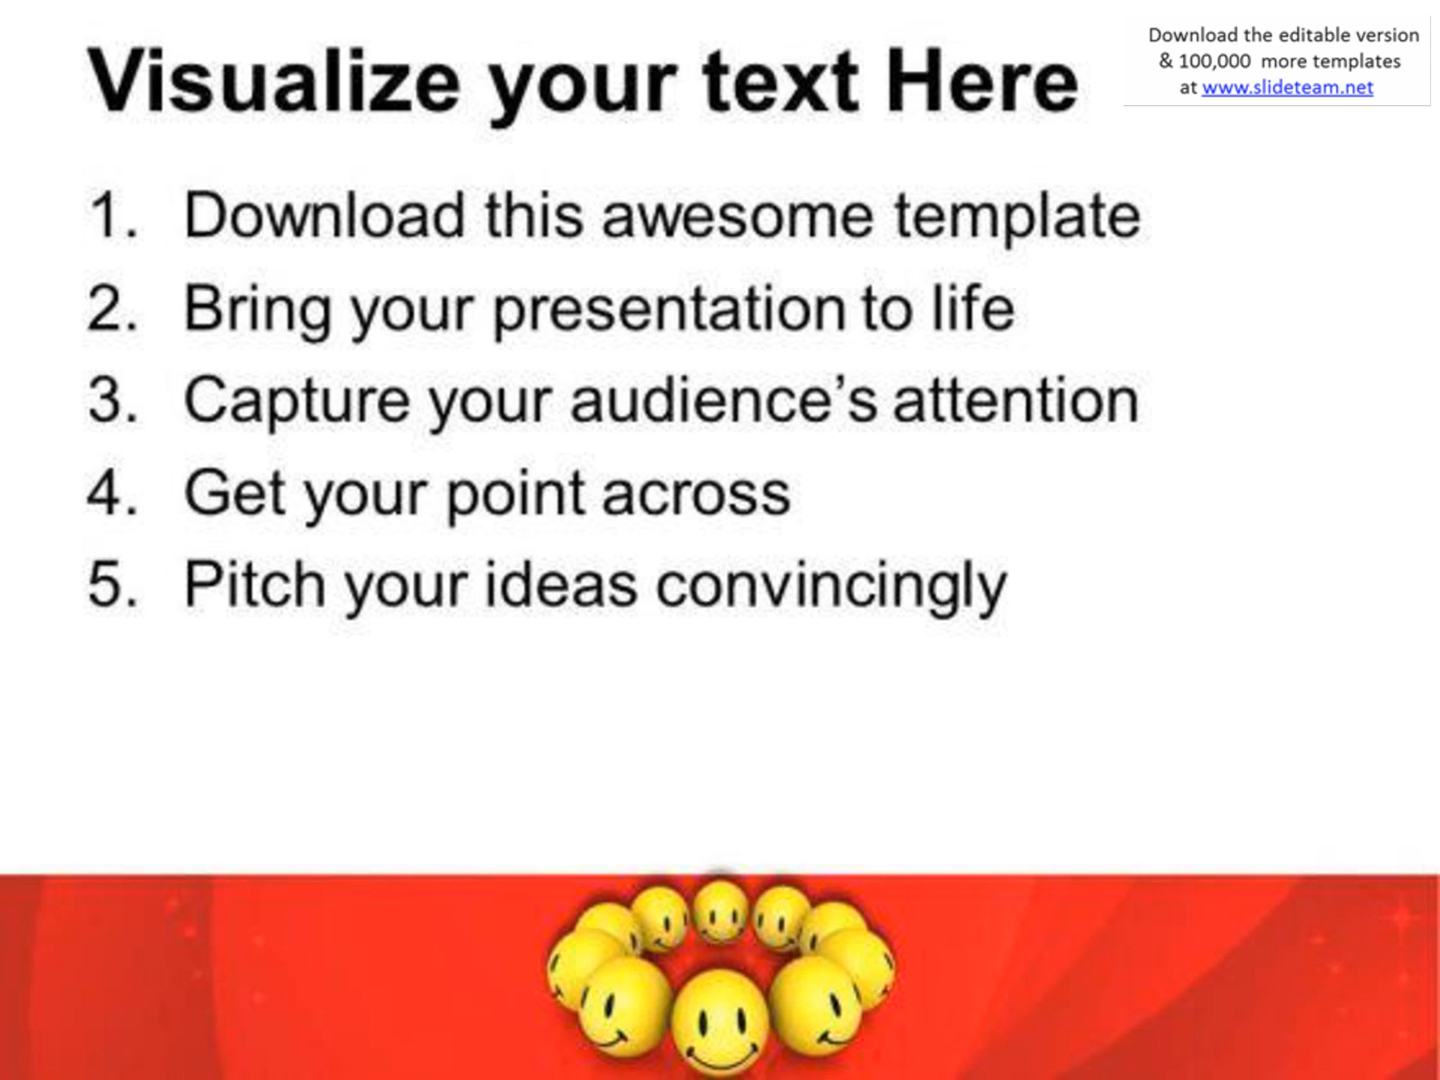 Visualize your text Here
Download the editable version
& 100,000 more templates
at www.slideteam.net
1. Download this awesome template
2. Bring your presentation to life
3. Capture your audience’s attention
4. Get your point across
5. Pitch your ideas convincingly